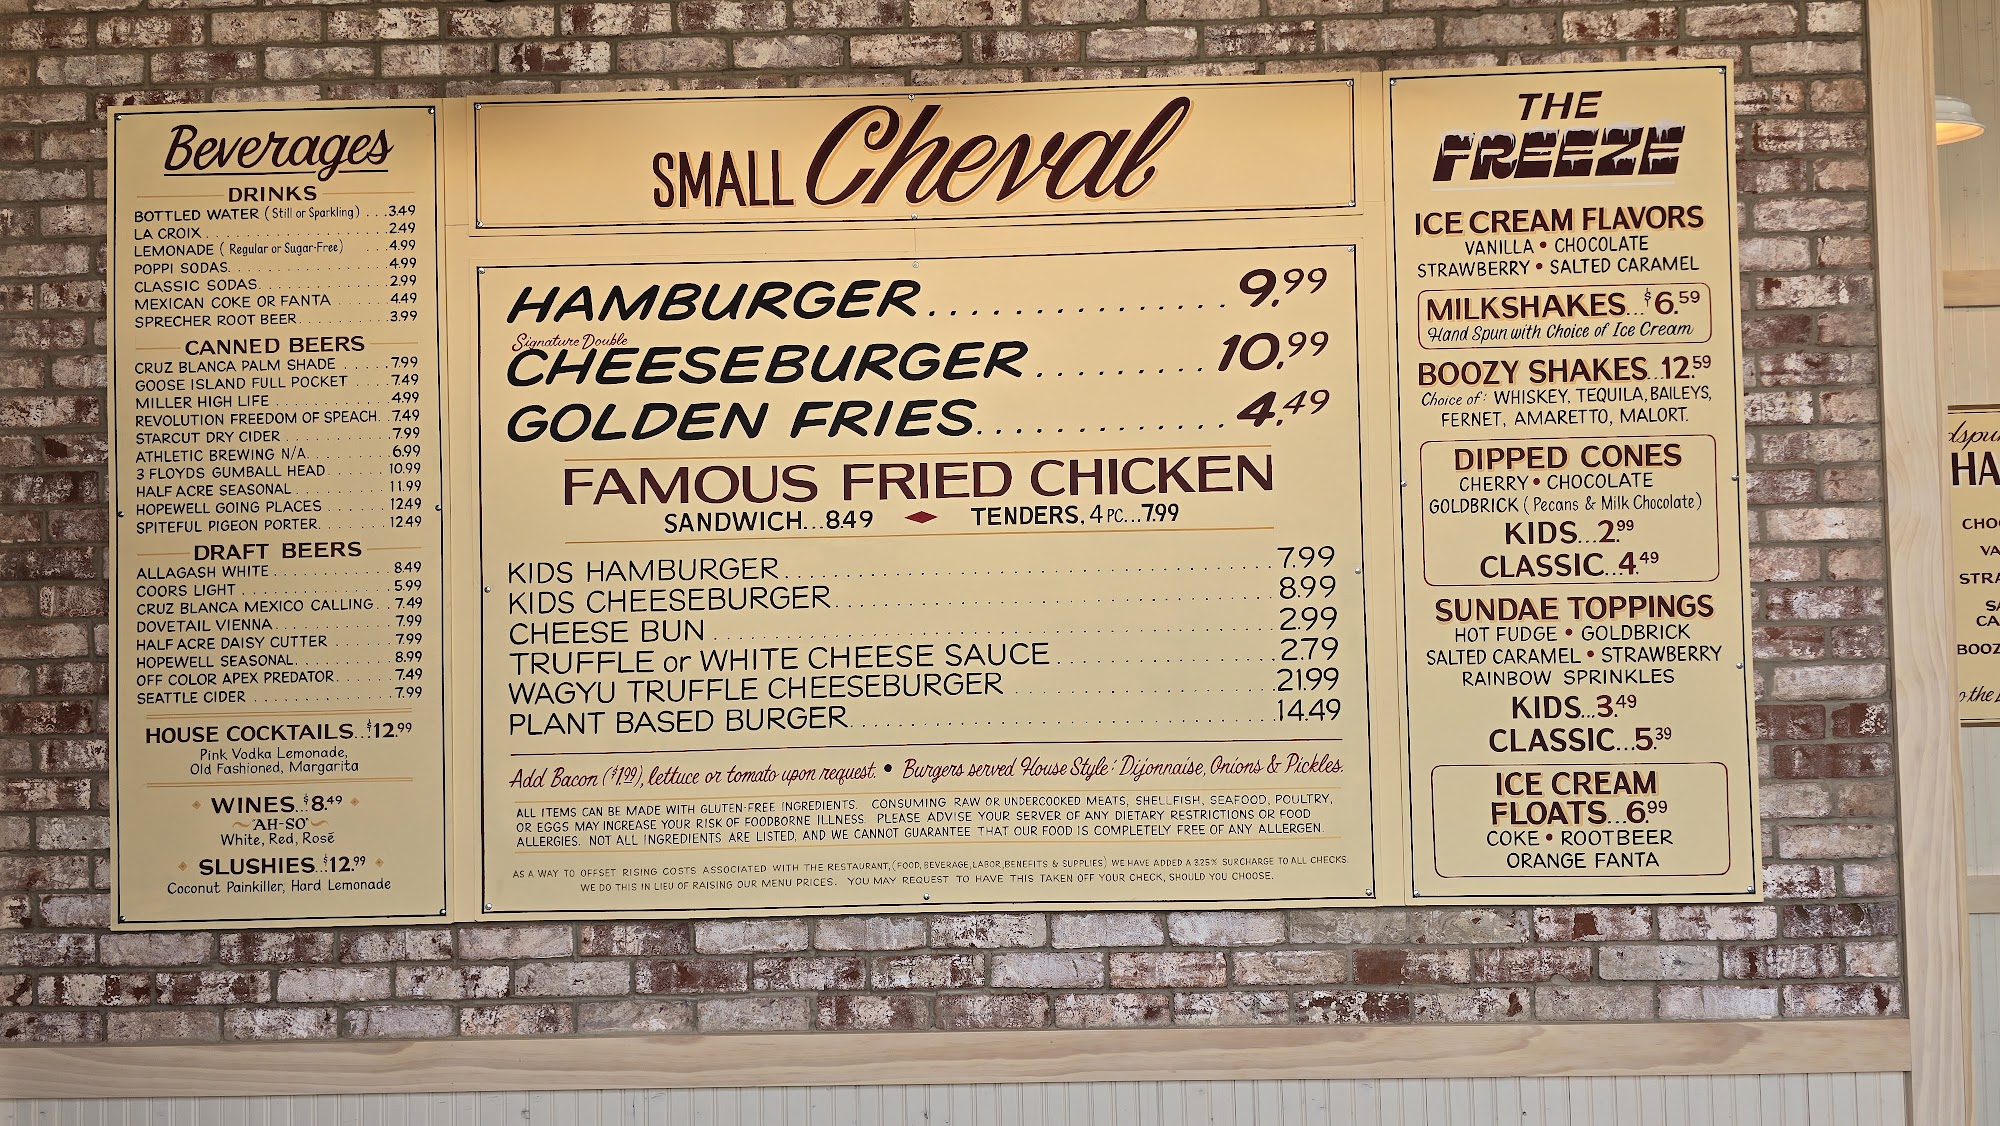 Beverages
DRINKS
BOTTLED WATER (Still or Sparkling) ...3.49
LA CROIX.....................2.49
LEMONADE (Regular or Sugar-Free) ...4.99
POPPI SODAS..................4.99
CLASSIC SODAS................2.99
MEXICAN COKE OR FANTA ......4.49
SPRECHER ROOT BEER..........3.99
CANNED BEERS
CRUZ BLANCA PALM SHADE .....7.99
GOOSE ISLAND FULL POCKET ....7.49
MILLER HIGH LIFE ............4.99
REVOLUTION FREEDOM OF SPEACH..7.49
STARCUT DRY CIDER ...........7.99
ATHLETIC BREWING N/A.........6.99
3 FLOYDS GUMBALL HEAD.......10.99
HALF ACRE SEASONAL..........11.99
HOPEWELL GOING PLACES ......12.49
SPITEFUL PIGEON PORTER......12.49
DRAFT BEERS
ALLAGASH WHITE..............8.49
COORS LIGHT.................5.99
CRUZ BLANCA MEXICO CALLING..7.49
DOVETAIL VIENNA.............7.99
HALF ACRE DAISY CUTTER .....7.99
HOPEWELL SEASONAL...........8.99
OFF COLOR APEX PREDATOR.....7.49
SEATTLE CIDER ..............7.99
HOUSE COCKTAILS...$12.99
Pink Vodka Lemonade,
Old Fashioned, Margarita
WINES..$8.49
"AH-SO"
White, Red, Rosé
SLUSHIES..$12.99
Coconut Painkiller, Hard Lemonade
SMALL Cheval
HAMBURGER...............9.99
Signature Double
CHEESEBURGER.........10.99
GOLDEN FRIES.............4.49
FAMOUS FRIED CHICKEN
SANDWICH...8.49 ♦ TENDERS, 4 PC...7.99
KIDS HAMBURGER..............................7.99
KIDS CHEESEBURGER...........................8.99
CHEESE BUN..................................2.99
TRUFFLE or WHITE CHEESE SAUCE..............2.79
WAGYU TRUFFLE CHEESEBURGER ................21.99
PLANT BASED BURGER.........................14.49
Add Bacon ($1.99), lettuce or tomato upon request. • Burgers served House Style: Dijonnaise, Onions & Pickles.
ALL ITEMS CAN BE MADE WITH GLUTEN-FREE INGREDIENTS. CONSUMING RAW OR UNDERCOOKED MEATS, SHELLFISH, SEAFOOD, POULTRY,
OR EGGS MAY INCREASE YOUR RISK OF FOODBORNE ILLNESS. PLEASE ADVISE YOUR SERVER OF ANY DIETARY RESTRICTIONS OR FOOD
ALLERGIES. NOT ALL INGREDIENTS ARE LISTED, AND WE CANNOT GUARANTEE THAT OUR FOOD IS COMPLETELY FREE OF ANY ALLERGEN.
AS A WAY TO OFFSET RISING COSTS ASSOCIATED WITH THE RESTAURANT, (FOOD, BEVERAGE, LABOR, BENEFITS & SUPPLIES) WE HAVE ADDED A 3.25% SURCHARGE TO ALL CHECKS.
WE DO THIS IN LIEU OF RAISING OUR MENU PRICES. YOU MAY REQUEST TO HAVE THIS TAKEN OFF YOUR CHECK, SHOULD YOU CHOOSE.
THE
FREEZE
ICE CREAM FLAVORS
VANILLA • CHOCOLATE
STRAWBERRY • SALTED CARAMEL
MILKSHAKES...$6.59
Hand Spun with Choice of Ice Cream
BOOZY SHAKES..12.59
Choice of: WHISKEY, TEQUILA, BAILEYS,
FERNET, AMARETTO, MALORT.
DIPPED CONES
CHERRY • CHOCOLATE
GOLDBRICK (Pecans & Milk Chocolate)
KIDS...2.99
CLASSIC...4.49
SUNDAE TOPPINGS
HOT FUDGE • GOLDBRICK
SALTED CARAMEL • STRAWBERRY
RAINBOW SPRINKLES
KIDS...3.49
CLASSIC...5.39
ICE CREAM
FLOATS...6.99
COKE • ROOTBEER
ORANGE FANTA
HA
CHO
VA
STRA
SA
CA
BOOZ